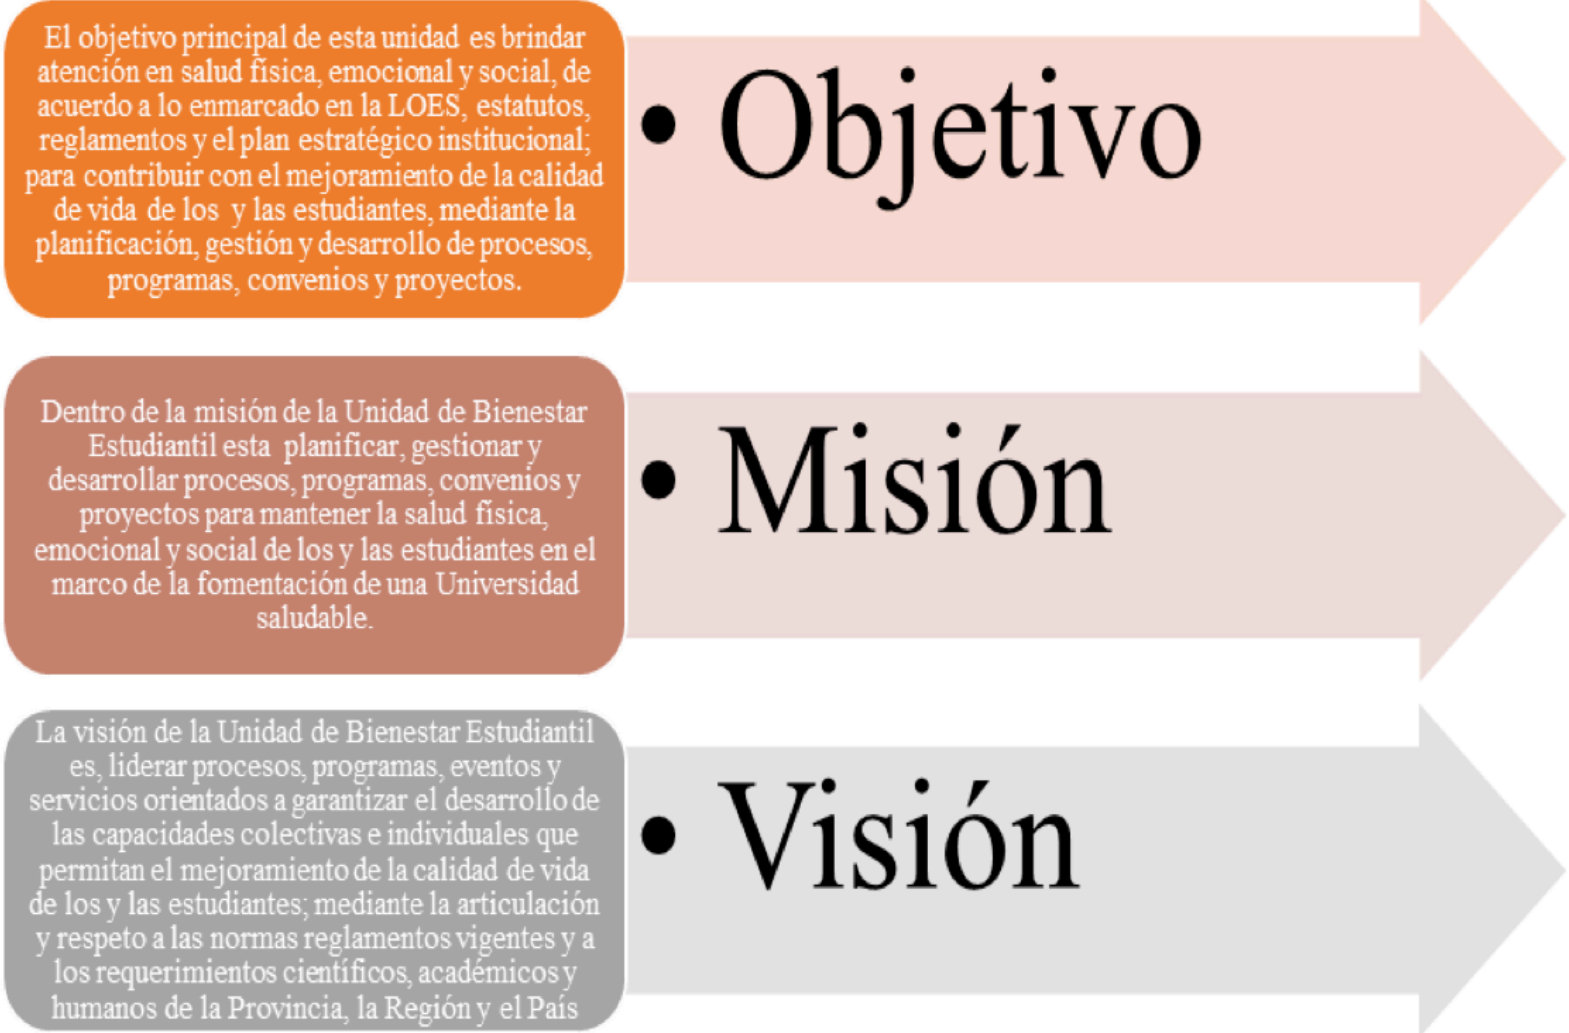 El objetivo principal de esta unidad es brindar
atención en salud física, emocional y social, de
acuerdo a lo enmarcado en la LOES, estatutos,
reglamentos y el plan estratégico institucional;
para contribuir con el mejoramiento de la calidad
de vida de los y las estudiantes, mediante la
planificación, gestión y desarrollo de procesos,
programas, convenios y proyectos.
• Objetivo
Dentro de la misión de la Unidad de Bienestar
Estudiantil esta planificar, gestionar y
desarrollar procesos, programas, convenios y
proyectos para mantener la salud física,
emocional y social de los y las estudiantes en el
marco de la fomentación de una Universidad
saludable.
• Misión
La visión de la Unidad de Bienestar Estudiantil
es, liderar procesos, programas, eventos y
servicios orientados a garantizar el desarrollo de
las capacidades colectivas e individuales que
permitan el mejoramiento de la calidad de vida
de los y las estudiantes; mediante la articulación
y respeto a las normas reglamentos vigentes y a
los requerimientos científicos, académicos y
humanos de la Provincia, la Región y el País
• Visión